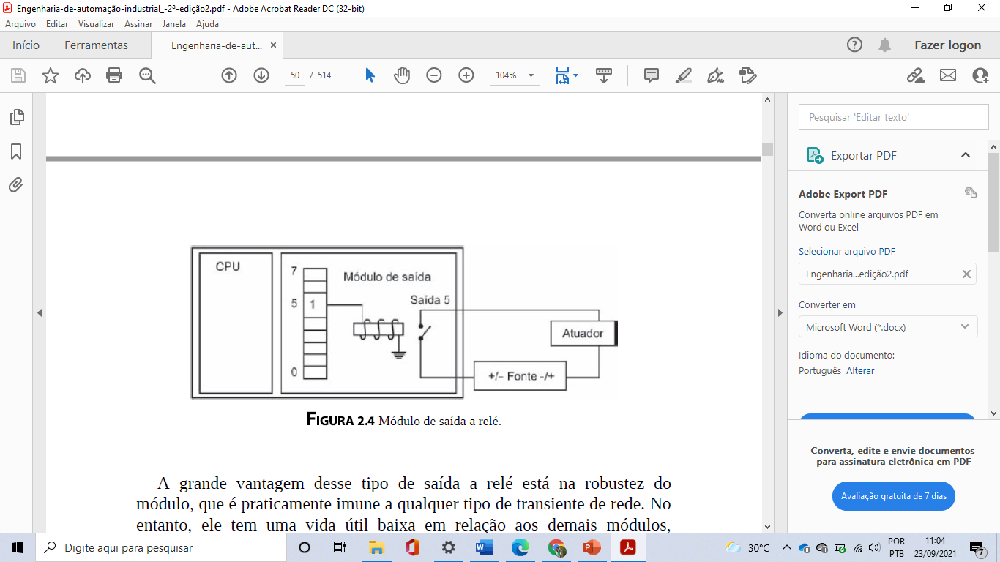 Engenharia-de-automação-industrial_-2ª-edição2.pdf - Adobe Acrobat Reader DC (32-bit)
Arquivo Editar Visualizar Assinar Janela Ajuda
Início Ferramentas Engenharia-de-aut... × Fazer logon
50 / 514 104%
Pesquisar 'Editar texto'
Exportar PDF
Adobe Export PDF
Converta online arquivos PDF em
Word ou Excel
Selecionar arquivo PDF
Engenharia...edição2.pdf
Converter em
Microsoft Word (*.docx)
Idioma do documento:
Português Alterar
Converta, edite e envie documentos
para assinatura eletrônica em PDF
Avaliação gratuita de 7 dias
CPU
7
Módulo de saída
5 1
Saída 5
0
Atuador
+/– Fonte -/+
FIGURA 2.4 Módulo de saída a relé.
A grande vantagem desse tipo de saída a relé está na robustez do
módulo, que é praticamente imune a qualquer tipo de transiente de rede. No
entanto, ele tem uma vida útil baixa em relação aos demais módulos,
Digite aqui para pesquisar
30°C
POR
PTB
11:04
23/09/2021
7